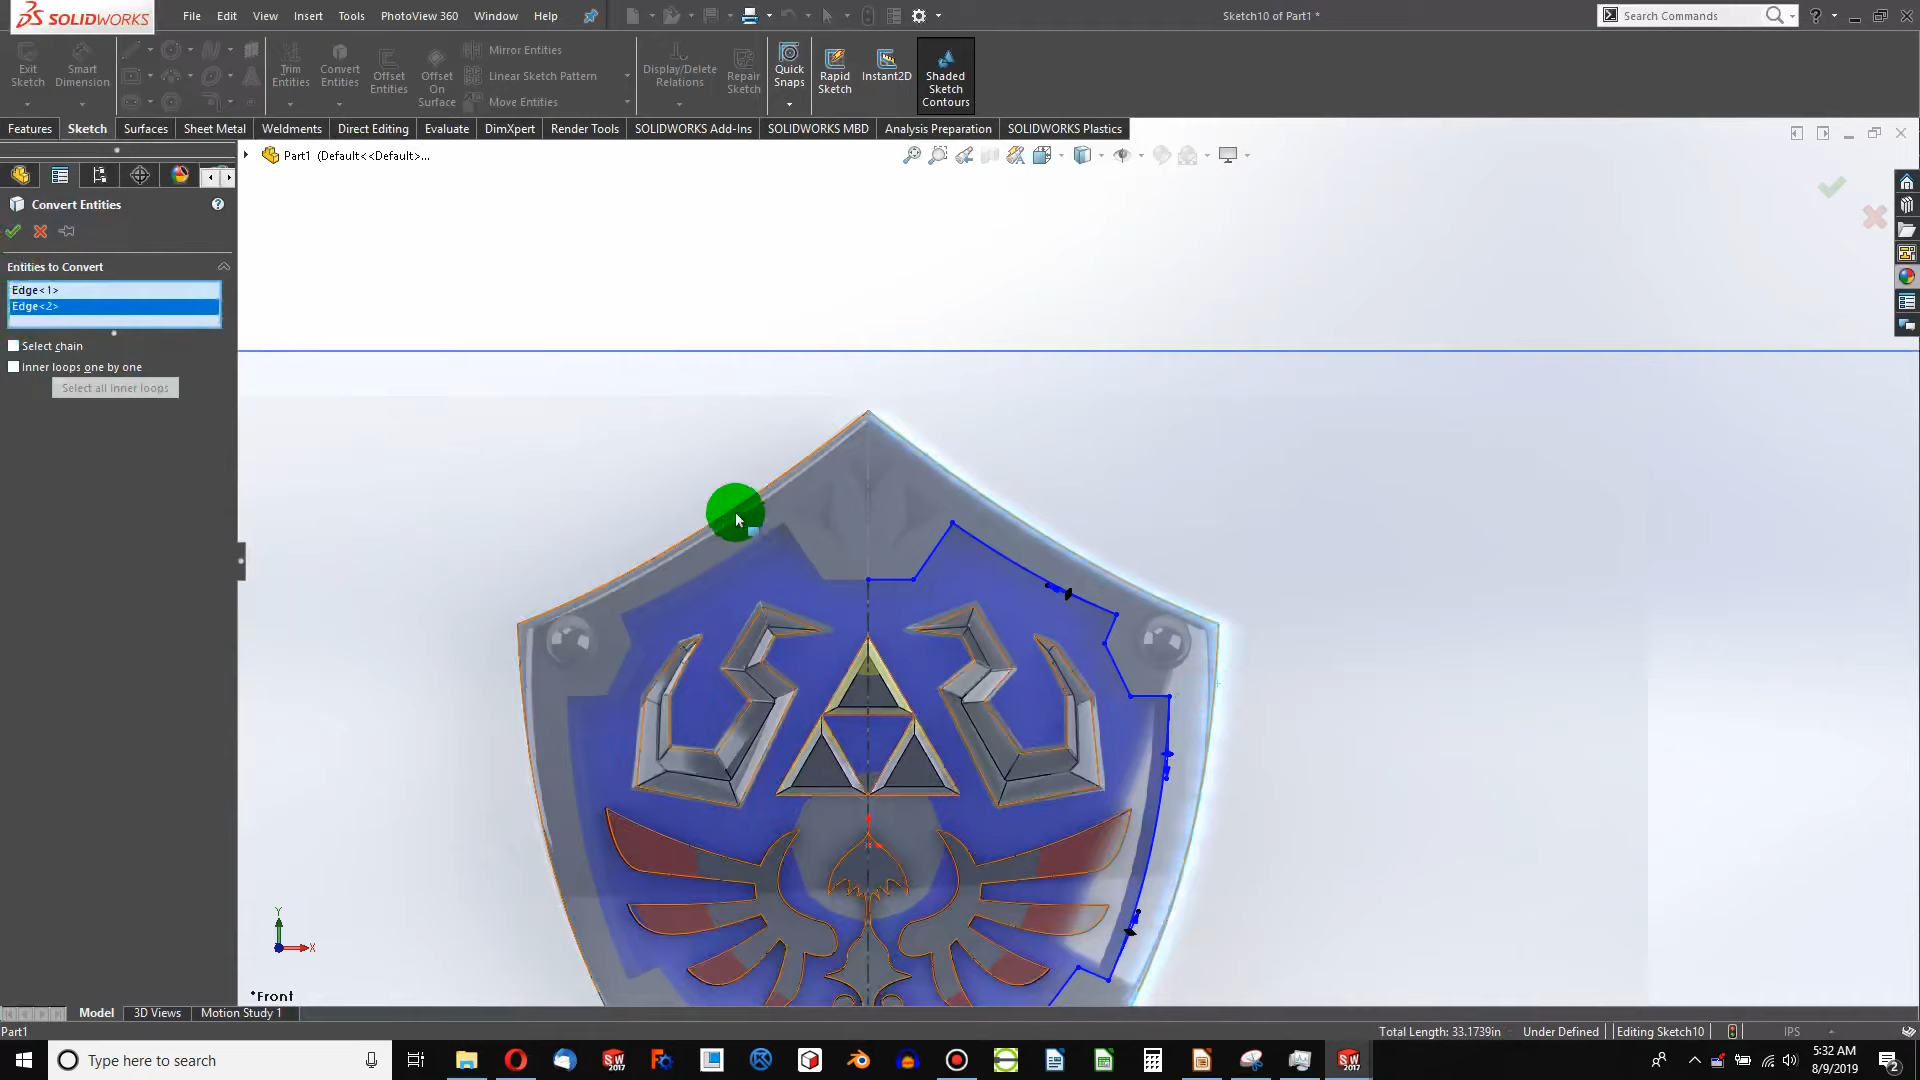 SOLIDWORKS
File Edit View Insert Tools PhotoView 360 Window Help
Sketch10 of Part1 *
Search Commands
Exit Sketch
Smart Dimension
Trim Entities
Convert Entities
Offset Entities
Offset On Surface
Mirror Entities
Linear Sketch Pattern
Move Entities
Display/Delete Relations
Repair Sketch
Quick Snaps
Rapid Sketch
Instant2D
Shaded Sketch Contours
Features Sketch Surfaces Sheet Metal Weldments Direct Editing Evaluate DimXpert Render Tools SOLIDWORKS Add-Ins SOLIDWORKS MBD Analysis Preparation SOLIDWORKS Plastics
Part1 (Default<<Default>...
Convert Entities
Entities to Convert
Edge<1>
Edge<2>
Select chain
Inner loops one by one
Select all inner loops
Y
X
*Front
Model 3D Views Motion Study 1
Part1
Total Length: 33.1739in Under Defined Editing Sketch10 IPS
Type here to search
SW 2017
SW 2017
5:32 AM
8/9/2019
2